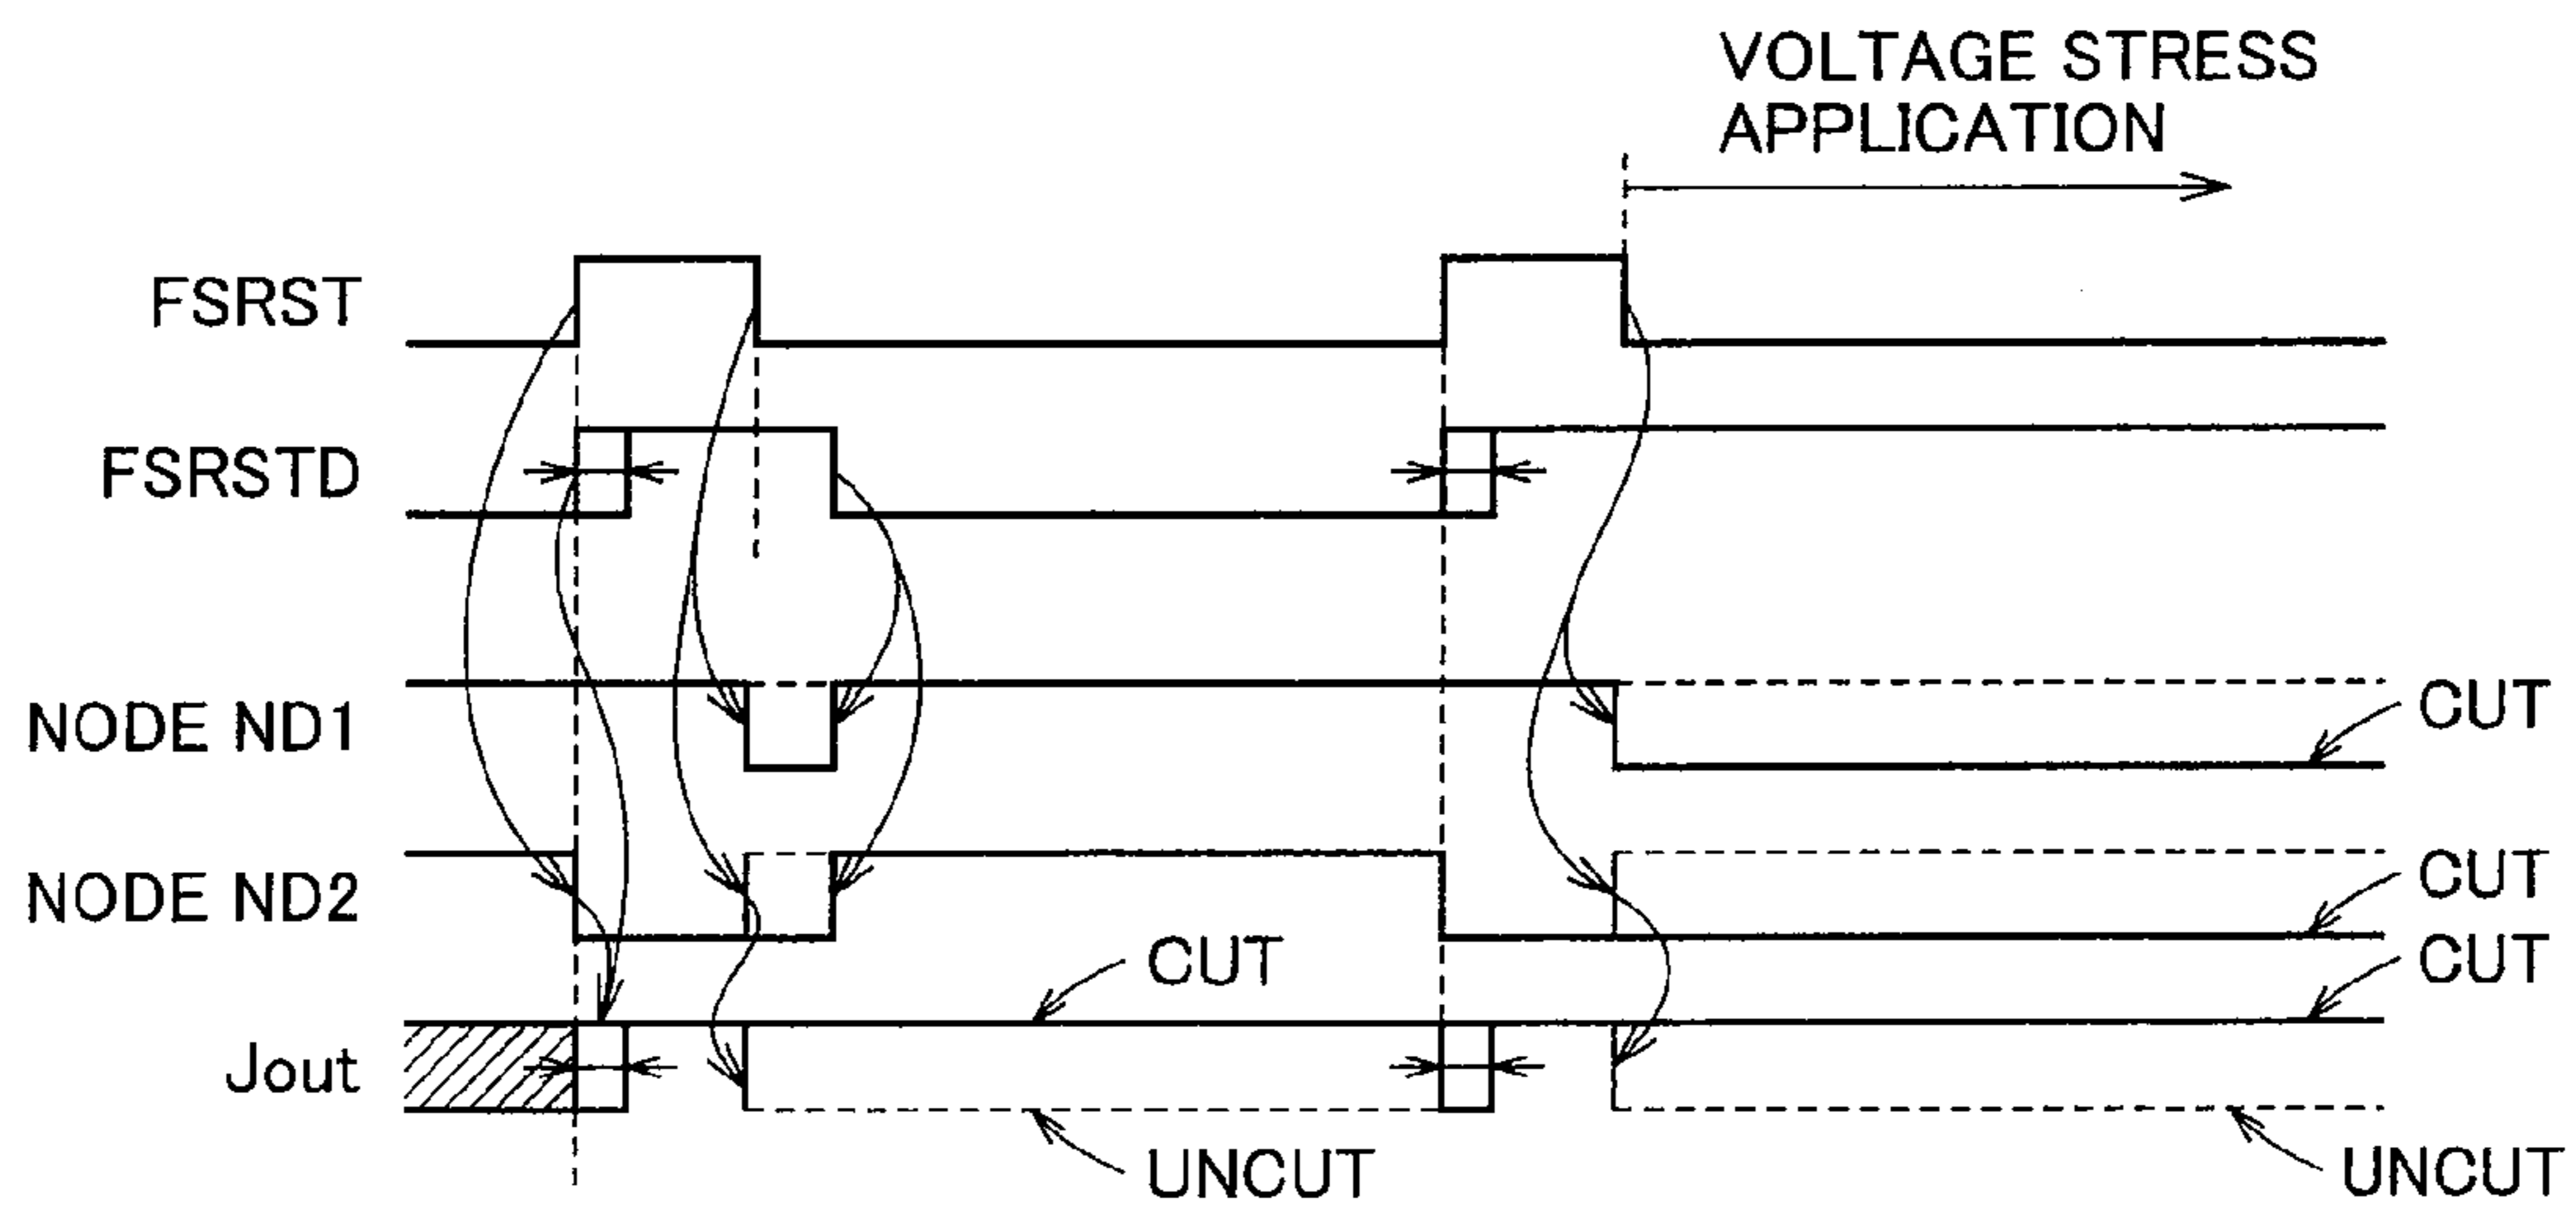 VOLTAGE STRESS
APPLICATION
FSRST
FSRSTD
NODE ND1
CUT
NODE ND2
CUT
CUT
CUT
Jout
UNCUT
UNCUT